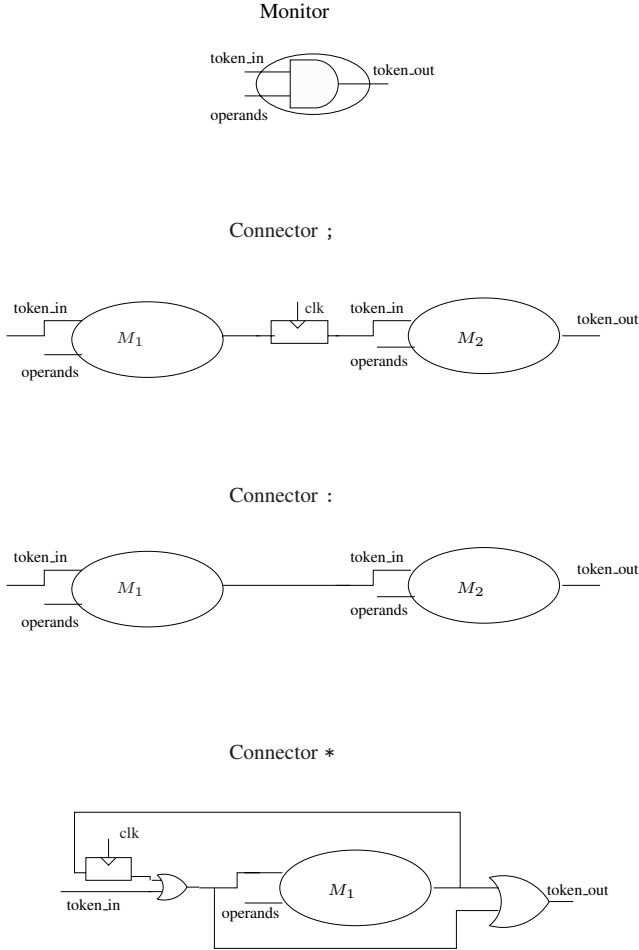 Monitor
token_in
token_out
operands
Connector ;
token_in
clk
token_in
token_out
M1
M2
operands
operands
Connector :
token_in
token_in
token_out
M1
M2
operands
operands
Connector *
clk
token_in
operands
M1
token_out